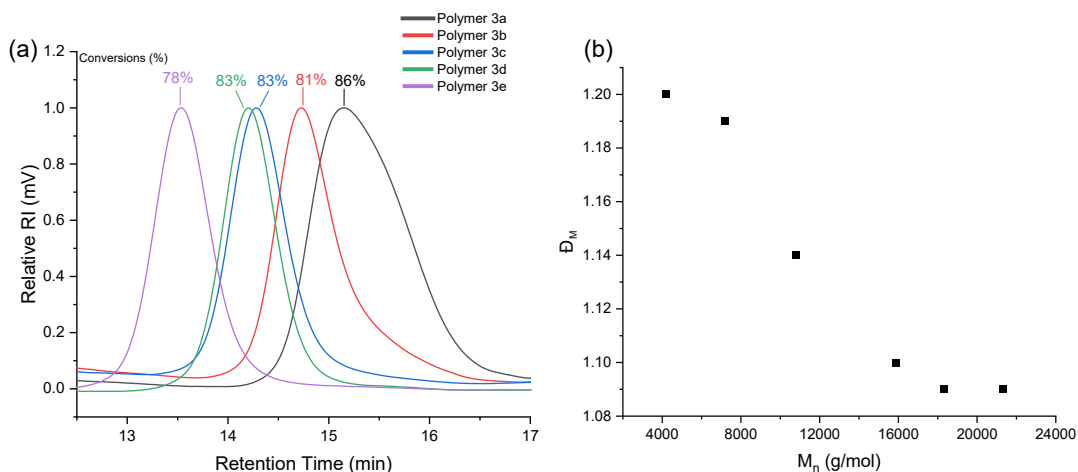 (a)
Polymer 3a
Polymer 3b
Polymer 3c
Polymer 3d
Polymer 3e
Conversions (%)
78%
83%
83%
81%
86%
1.2
1.0
0.8
0.6
0.4
0.2
0.0
Relative RI (mV)
13
14
15
16
17
Retention Time (min)
(b)
1.20
1.18
1.16
1.14
1.12
1.10
1.08
Đ_M
4000
8000
12000
16000
20000
24000
M_n (g/mol)